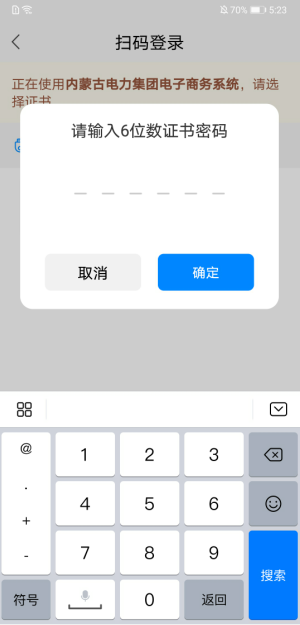 70% 5:23
扫码登录
正在使用内蒙古电力集团电子商务系统，请选
择证书
请输入6位数证书密码
取消 确定
@ 1 2 3
. 4 5 6
+
- 7 8 9 搜索
符号 0 返回